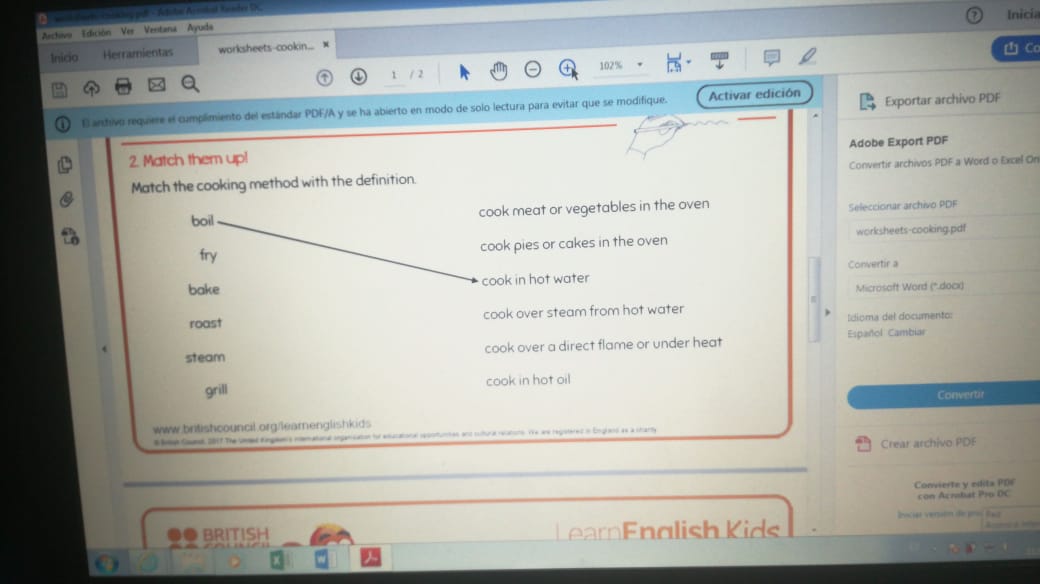 worksheets-cooking.pdf - Adobe Acrobat Reader DC
Archivo Edición Ver Ventana Ayuda
Inicio Herramientas worksheets-cookin... ×
? Inicia
1 / 2 102%
El archivo requiere el cumplimiento del estándar PDF/A y se ha abierto en modo de solo lectura para evitar que se modifique. Activar edición
2. Match them up!
Match the cooking method with the definition.
boil
fry
bake
roast
steam
grill
cook meat or vegetables in the oven
cook pies or cakes in the oven
cook in hot water
cook over steam from hot water
cook over a direct flame or under heat
cook in hot oil
www.britishcouncil.org/learnenglishkids
© British Council, 2017 The United Kingdom's international organisation for educational opportunities and cultural relations. We are registered in England as a charity.
BRITISH
COUNCIL
LearnEnglish Kids
Co
Exportar archivo PDF
Adobe Export PDF
Convertir archivos PDF a Word o Excel On
Seleccionar archivo PDF
worksheets-cooking.pdf
Convertir a
Microsoft Word (*.docx)
Idioma del documento:
Español Cambiar
Convertir
Crear archivo PDF
Convierte y edita PDF
con Acrobat Pro DC
Iniciar versión de